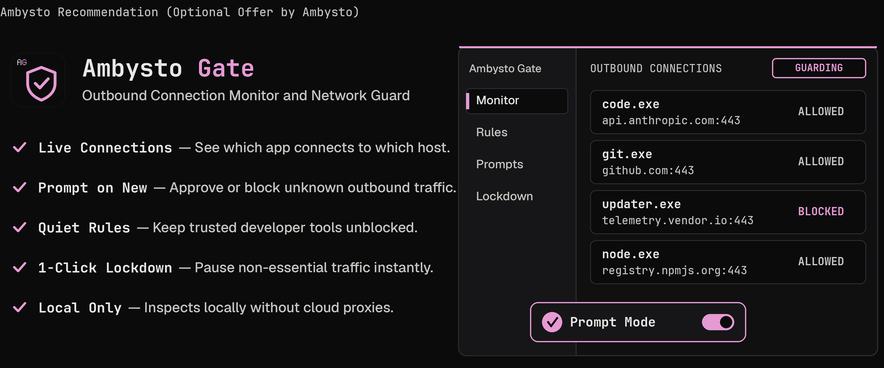 Ambysto Recommendation (Optional Offer by Ambysto)
AG
Ambysto Gate
Outbound Connection Monitor and Network Guard
Live Connections — See which app connects to which host.
Prompt on New — Approve or block unknown outbound traffic.
Quiet Rules — Keep trusted developer tools unblocked.
1-Click Lockdown — Pause non-essential traffic instantly.
Local Only — Inspects locally without cloud proxies.
Ambysto Gate
Monitor
Rules
Prompts
Lockdown
OUTBOUND CONNECTIONS
GUARDING
code.exe
api.anthropic.com:443
ALLOWED
git.exe
github.com:443
ALLOWED
updater.exe
telemetry.vendor.io:443
BLOCKED
node.exe
registry.npmjs.org:443
ALLOWED
Prompt Mode